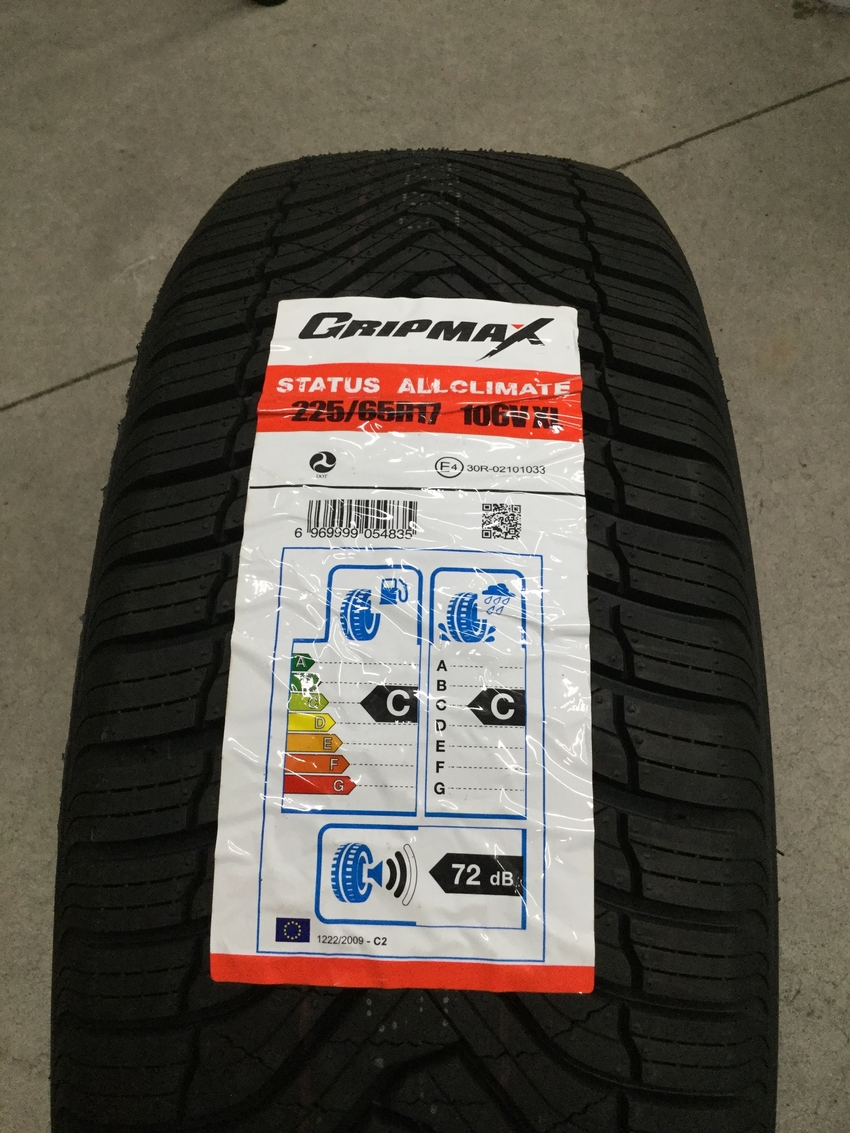 GRIPMAX
STATUS ALLCLIMATE
225/65R17 106V XL
DOT
E4 30R-02101033
6 969999 054835
A
C
D
E
F
G
C
A
B
C
D
E
F
G
C
72 dB
1222/2009 - C2